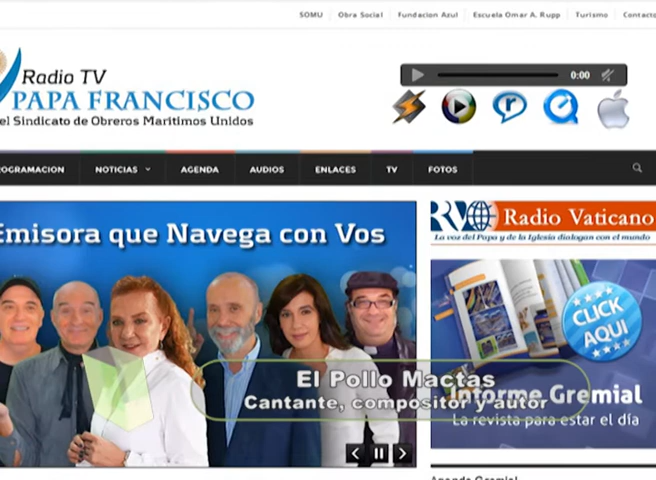 SOMU Obra Social Fundacion Azul Escuela Omar A. Rupp Turismo Contacto
Radio TV
PAPA FRANCISCO
el Sindicato de Obreros Maritimos Unidos
0:00
ROGRAMACION NOTICIAS AGENDA AUDIOS ENLACES TV FOTOS
Emisora que Navega con Vos
RV Radio Vaticano
La voz del Papa y de la Iglesia dialogan con el mundo
CLICK
AQUI
El Pollo Mactas
Cantante, compositor y autor
Informe Gremial
La revista para estar el día
Agenda Gremial